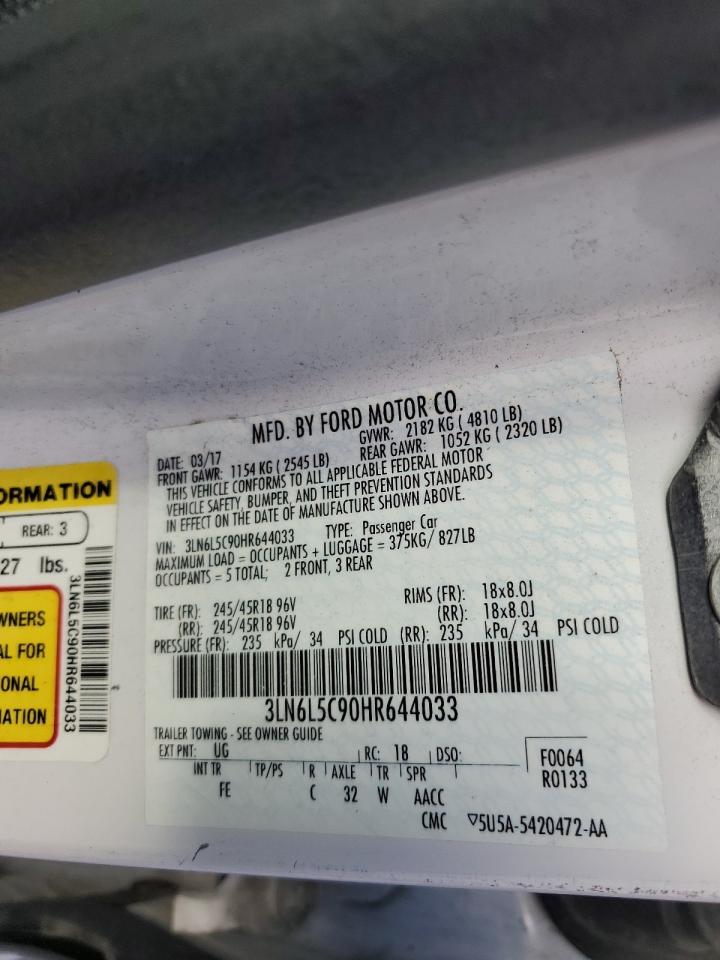 MFD. BY FORD MOTOR CO.
DATE: 03/17 GVWR: 2182 KG ( 4810 LB)
FRONT GAWR: 1154 KG ( 2545 LB) REAR GAWR: 1052 KG ( 2320 LB)
THIS VEHICLE CONFORMS TO ALL APPLICABLE FEDERAL MOTOR
VEHICLE SAFETY, BUMPER, AND THEFT PREVENTION STANDARDS
IN EFFECT ON THE DATE OF MANUFACTURE SHOWN ABOVE.
VIN: 3LN6L5C90HR644033 TYPE: Passenger Car
MAXIMUM LOAD = OCCUPANTS + LUGGAGE = 375KG/ 827LB
OCCUPANTS = 5 TOTAL; 2 FRONT, 3 REAR
TIRE (FR): 245/45R18 96V RIMS (FR): 18x8.0J
(RR): 245/45R18 96V (RR): 18x8.0J
PRESSURE (FR): 235 kPa/ 34 PSI COLD (RR): 235 kPa/ 34 PSI COLD
3LN6L5C90HR644033
TRAILER TOWING - SEE OWNER GUIDE
EXT PNT: UG RC: 18 DSO: F0064
INT TR TP/PS R AXLE TR SPR R0133
FE C 32 W AACC
CMC ▽5U5A-5420472-AA
ORMATION
REAR: 3
27 lbs.
3LN6L5C90HR644033
WNERS
AL FOR
ONAL
MATION